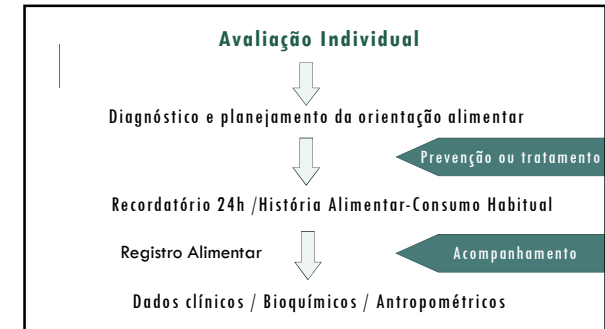 Avaliação Individual
Diagnóstico e planejamento da orientação alimentar
Prevenção ou tratamento
Recordatório 24h /História Alimentar-Consumo Habitual
Registro Alimentar
Acompanhamento
Dados clínicos / Bioquímicos / Antropométricos